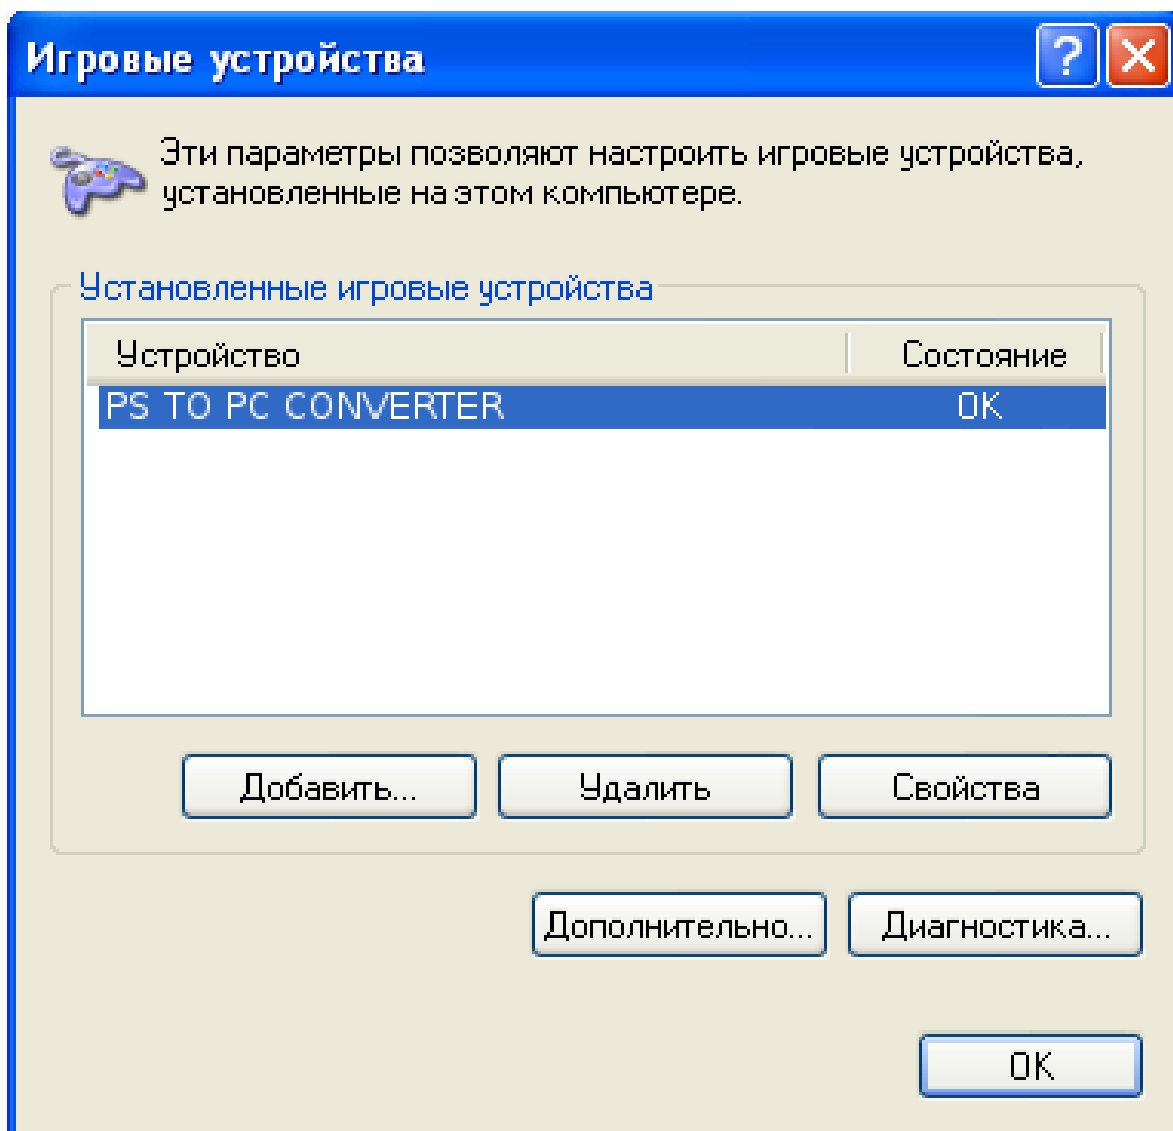 Игровые устройства
?
Эти параметры позволяют настроить игровые устройства,
установленные на этом компьютере.
Установленные игровые устройства
Устройство Состояние
PS TO PC CONVERTER OK
Добавить... Удалить Свойства
Дополнительно... Диагностика...
OK